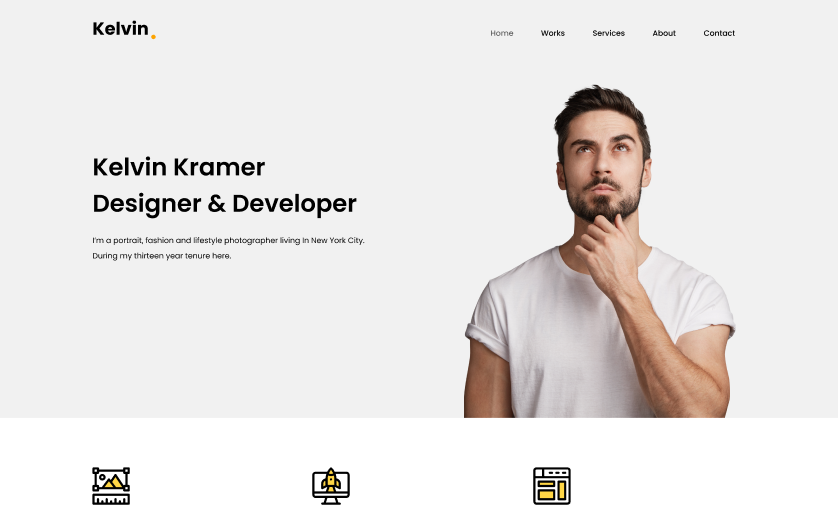 Kelvin.
Home Works Services About Contact
Kelvin Kramer
Designer & Developer
I'm a portrait, fashion and lifestyle photographer living In New York City.
During my thirteen year tenure here.